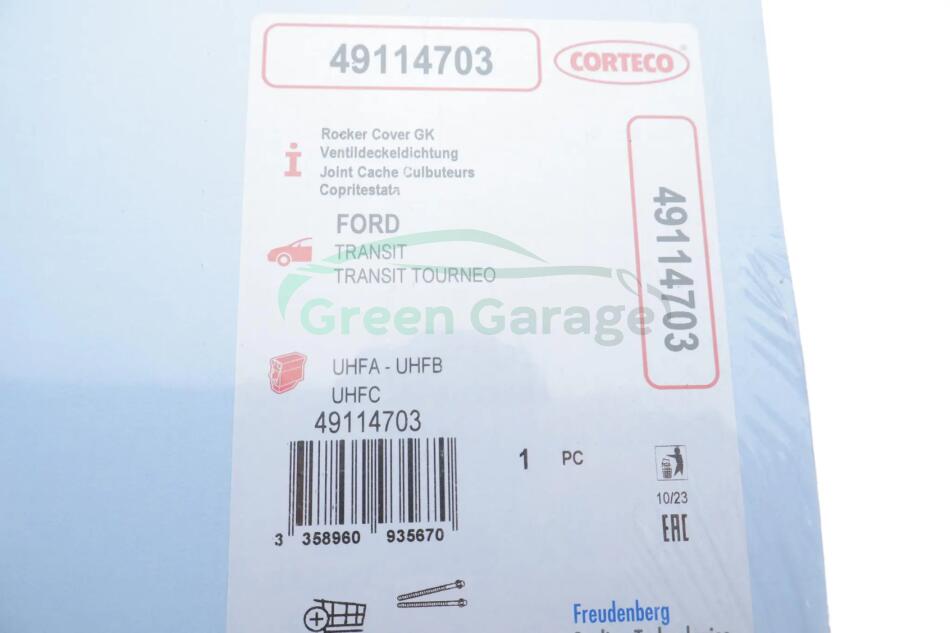 49114703
CORTECO
®
Rocker Cover GK
Ventildeckeldichtung
Joint Cache Culbuteurs
Copritestata
FORD
TRANSIT
TRANSIT TOURNEO
49114703
Green Garage
UHFA - UHFB
UHFC
49114703
1 PC
10/23
EAC
3 358960 935670
Freudenberg